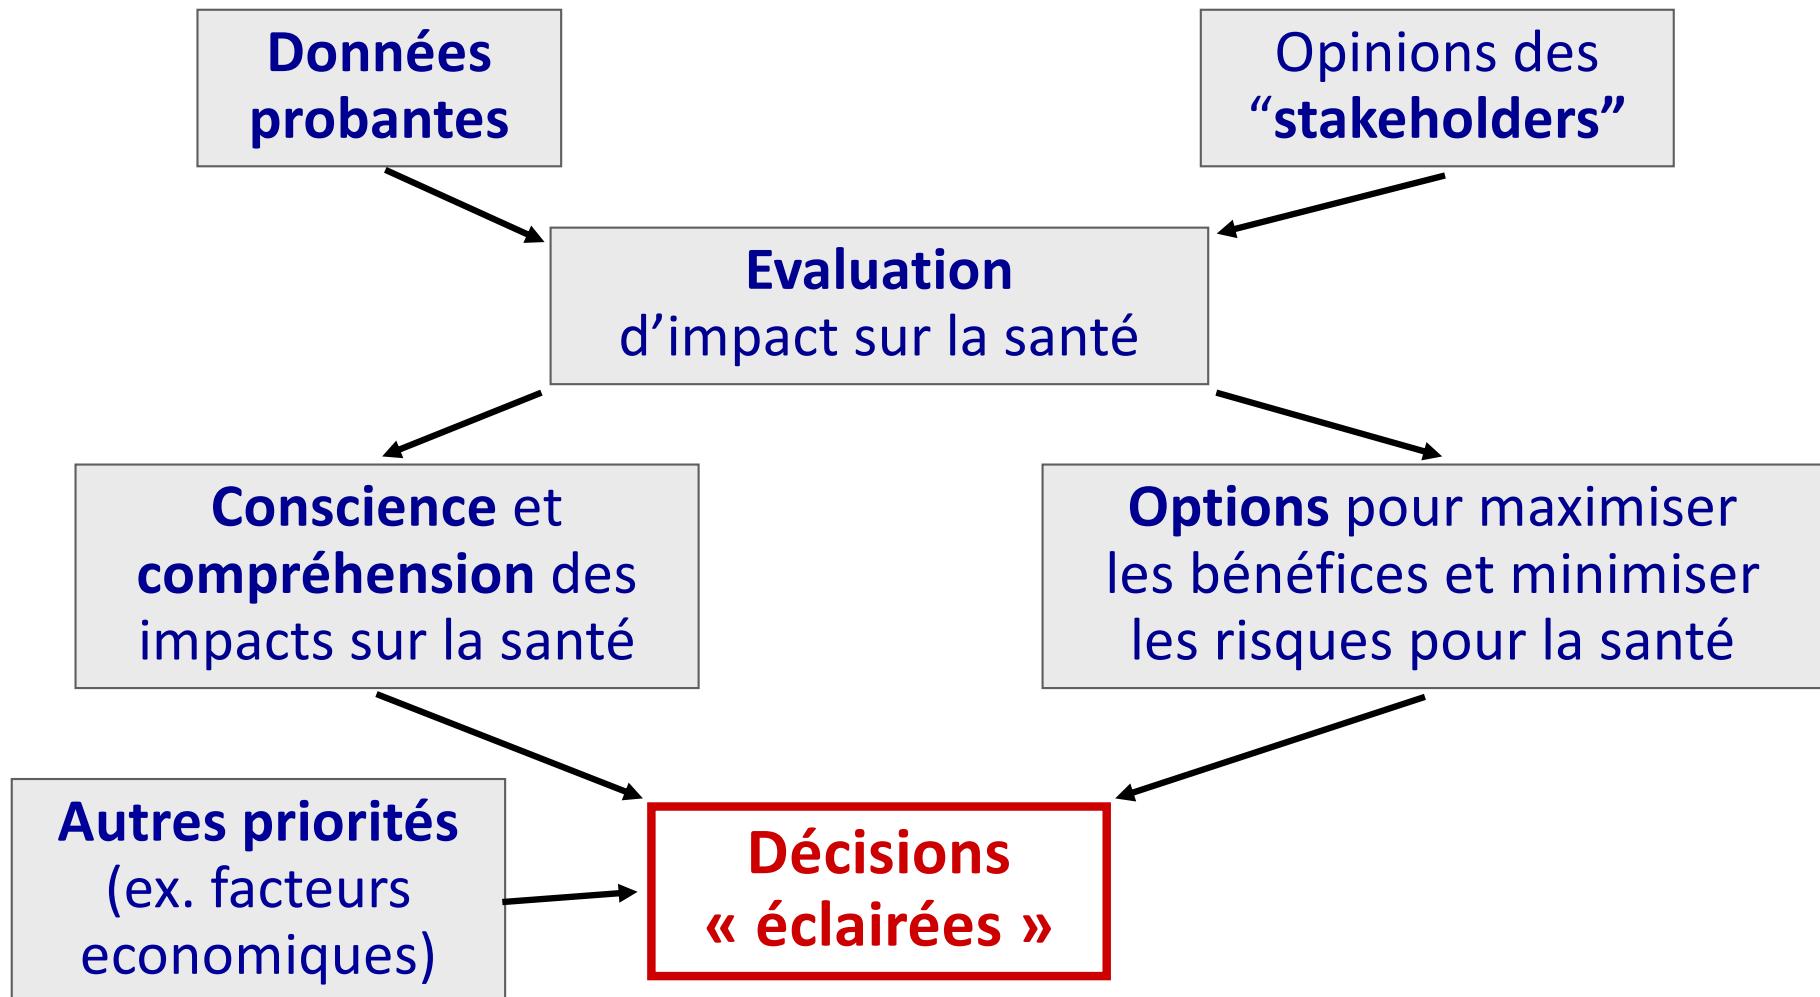 Données
probantes
Opinions des
“stakeholders”
Evaluation
d’impact sur la santé
Conscience et
compréhension des
impacts sur la santé
Options pour maximiser
les bénéfices et minimiser
les risques pour la santé
Autres priorités
(ex. facteurs
economiques)
Décisions
« éclairées »